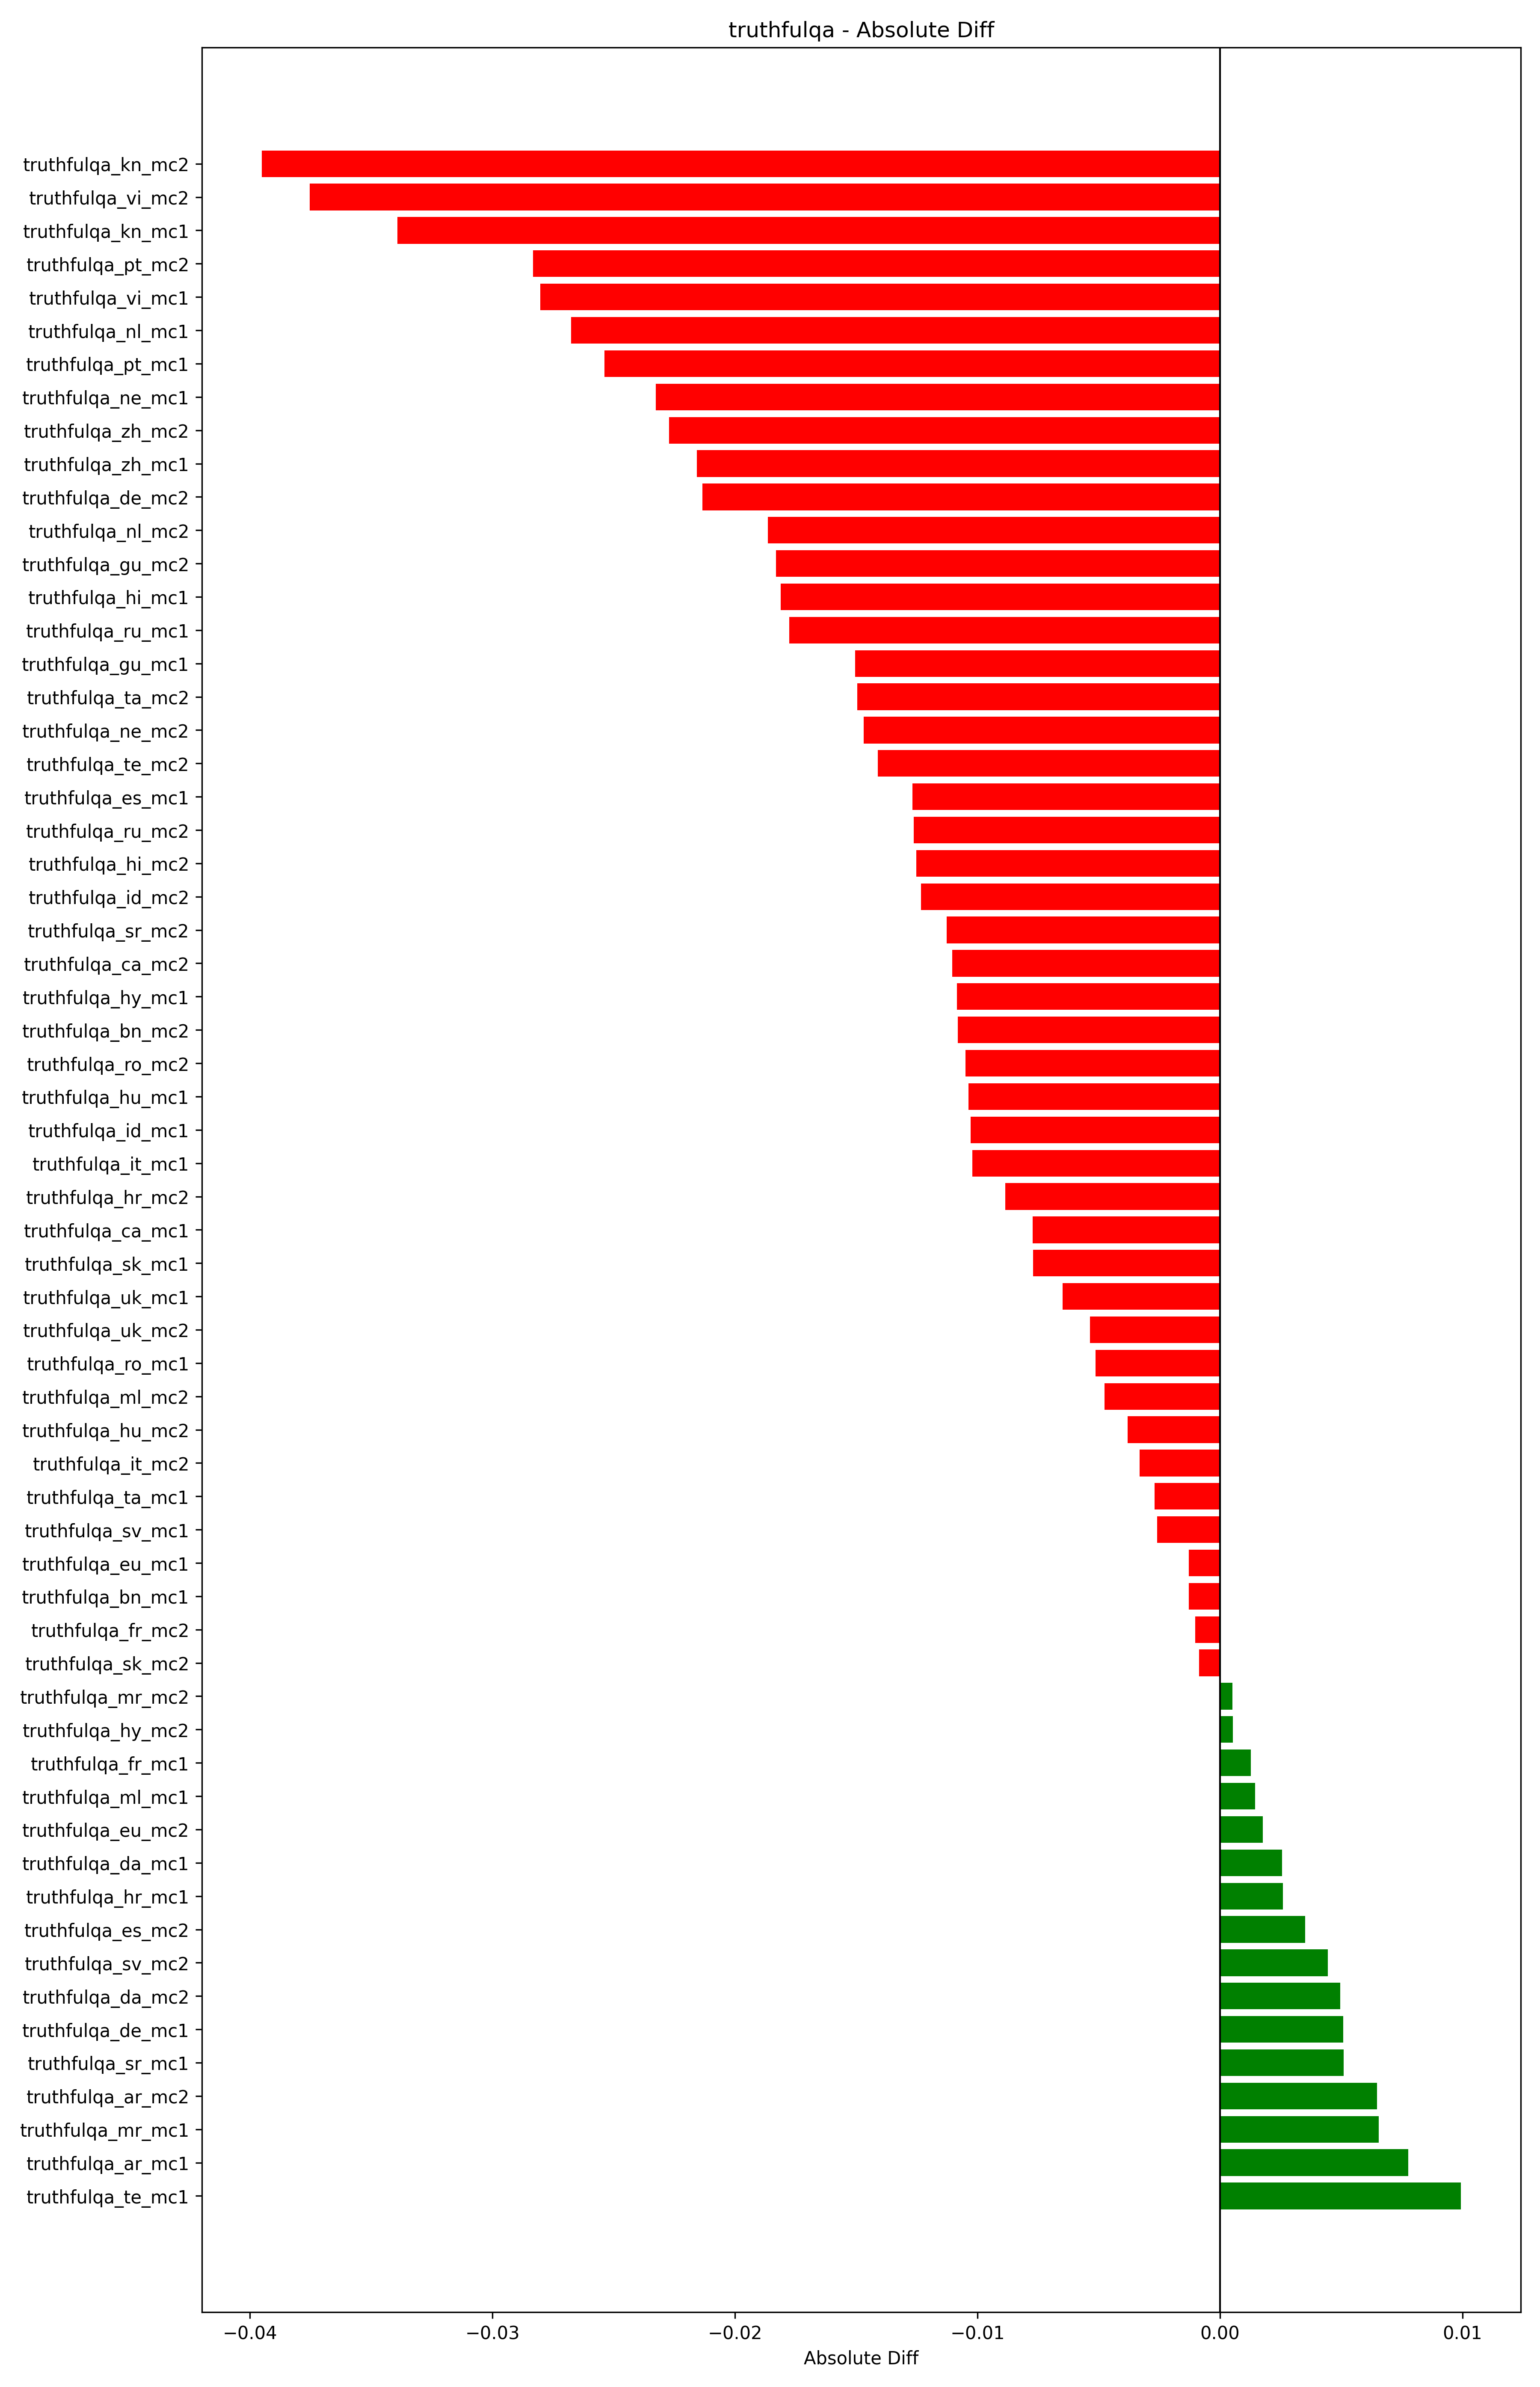 truthfulqa - Absolute Diff
truthfulqa_kn_mc2
truthfulqa_vi_mc2
truthfulqa_kn_mc1
truthfulqa_pt_mc2
truthfulqa_vi_mc1
truthfulqa_nl_mc1
truthfulqa_pt_mc1
truthfulqa_ne_mc1
truthfulqa_zh_mc2
truthfulqa_zh_mc1
truthfulqa_de_mc2
truthfulqa_nl_mc2
truthfulqa_gu_mc2
truthfulqa_hi_mc1
truthfulqa_ru_mc1
truthfulqa_gu_mc1
truthfulqa_ta_mc2
truthfulqa_ne_mc2
truthfulqa_te_mc2
truthfulqa_es_mc1
truthfulqa_ru_mc2
truthfulqa_hi_mc2
truthfulqa_id_mc2
truthfulqa_sr_mc2
truthfulqa_ca_mc2
truthfulqa_hy_mc1
truthfulqa_bn_mc2
truthfulqa_ro_mc2
truthfulqa_hu_mc1
truthfulqa_id_mc1
truthfulqa_it_mc1
truthfulqa_hr_mc2
truthfulqa_ca_mc1
truthfulqa_sk_mc1
truthfulqa_uk_mc1
truthfulqa_uk_mc2
truthfulqa_ro_mc1
truthfulqa_ml_mc2
truthfulqa_hu_mc2
truthfulqa_it_mc2
truthfulqa_ta_mc1
truthfulqa_sv_mc1
truthfulqa_eu_mc1
truthfulqa_bn_mc1
truthfulqa_fr_mc2
truthfulqa_sk_mc2
truthfulqa_mr_mc2
truthfulqa_hy_mc2
truthfulqa_fr_mc1
truthfulqa_ml_mc1
truthfulqa_eu_mc2
truthfulqa_da_mc1
truthfulqa_hr_mc1
truthfulqa_es_mc2
truthfulqa_sv_mc2
truthfulqa_da_mc2
truthfulqa_de_mc1
truthfulqa_sr_mc1
truthfulqa_ar_mc2
truthfulqa_mr_mc1
truthfulqa_ar_mc1
truthfulqa_te_mc1
−0.04 −0.03 −0.02 −0.01 0.00 0.01
Absolute Diff